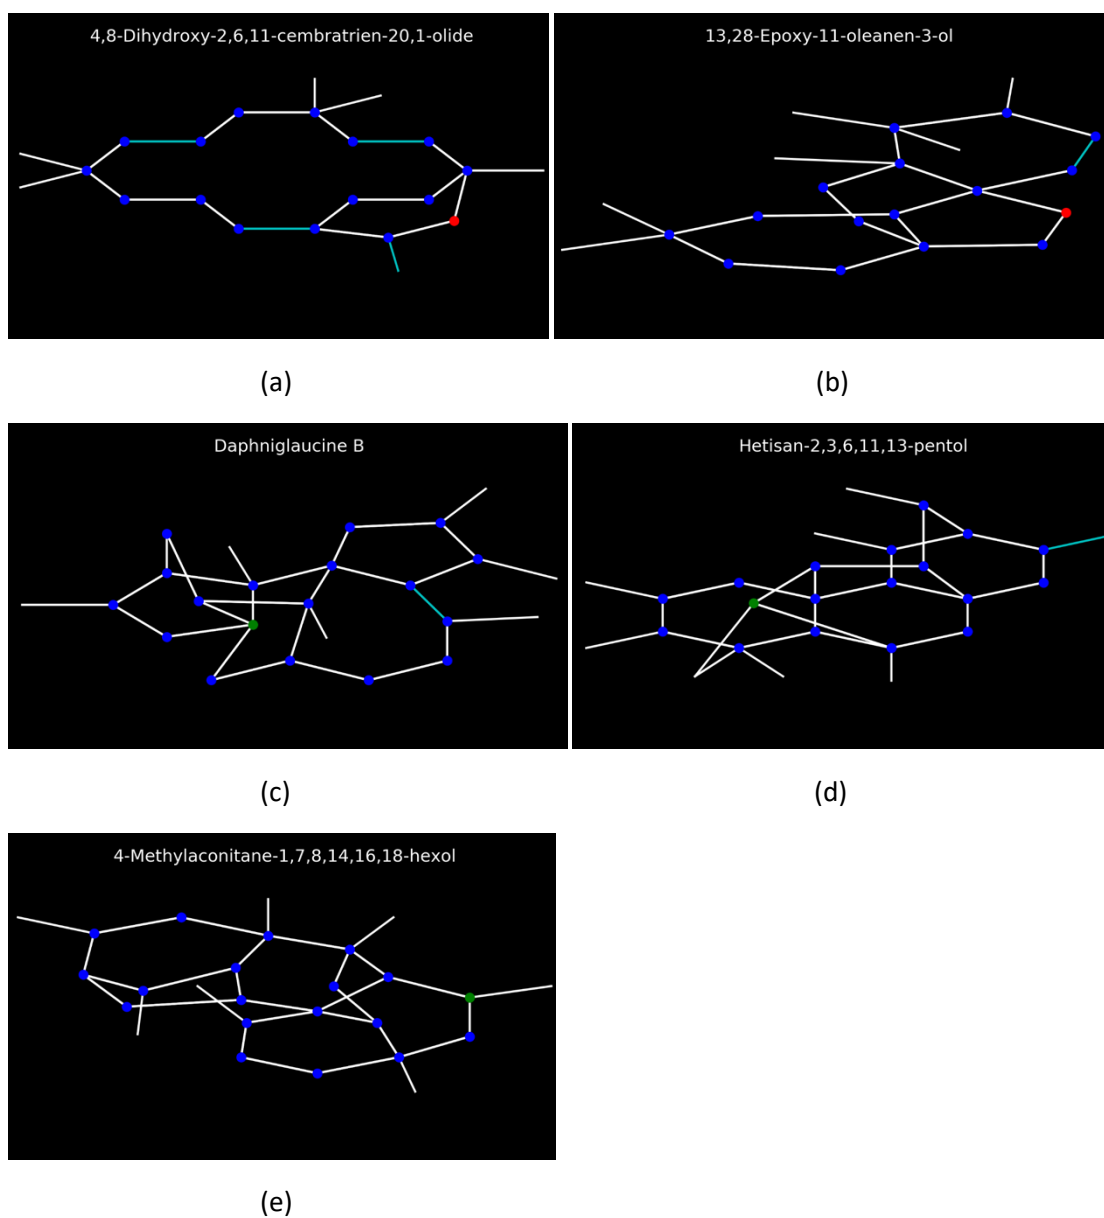 4,8-Dihydroxy-2,6,11-cembratrien-20,1-olide
13,28-Epoxy-11-oleanen-3-ol
(a)
(b)
Daphniglaucine B
Hetisan-2,3,6,11,13-pentol
(c)
(d)
4-Methylaconitane-1,7,8,14,16,18-hexol
(e)